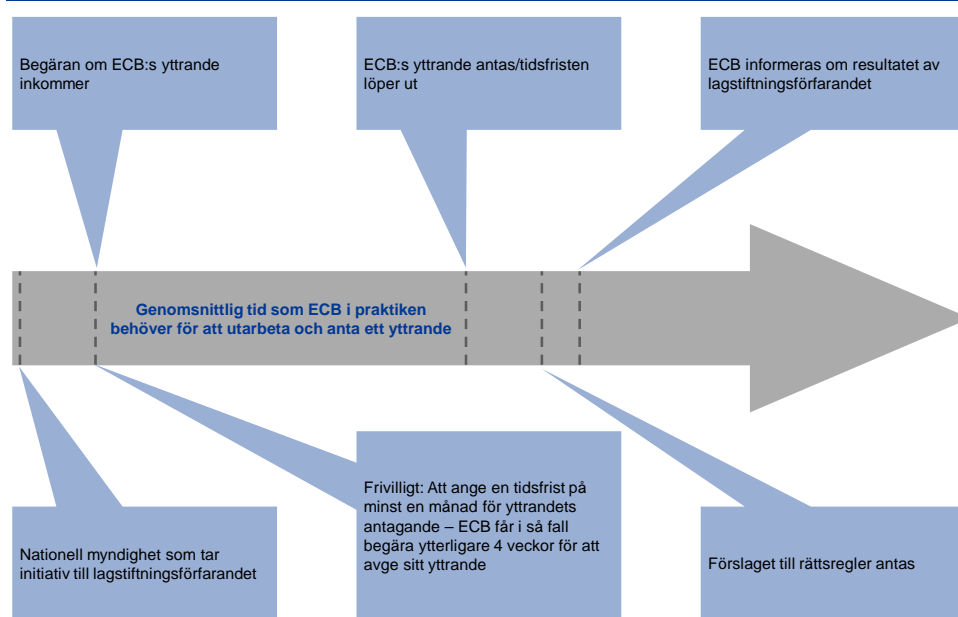 Begäran om ECB:s yttrande
inkommer
ECB:s yttrande antas/tidsfristen
löper ut
ECB informeras om resultatet av
lagstiftningsförfarandet
Genomsnittlig tid som ECB i praktiken
behöver för att utarbeta och anta ett yttrande
Nationell myndighet som tar
initiativ till lagstiftningsförfarandet
Frivilligt: Att ange en tidsfrist på
minst en månad för yttrandets
antagande – ECB får i så fall
begära ytterligare 4 veckor för att
avge sitt yttrande
Förslaget till rättsregler antas